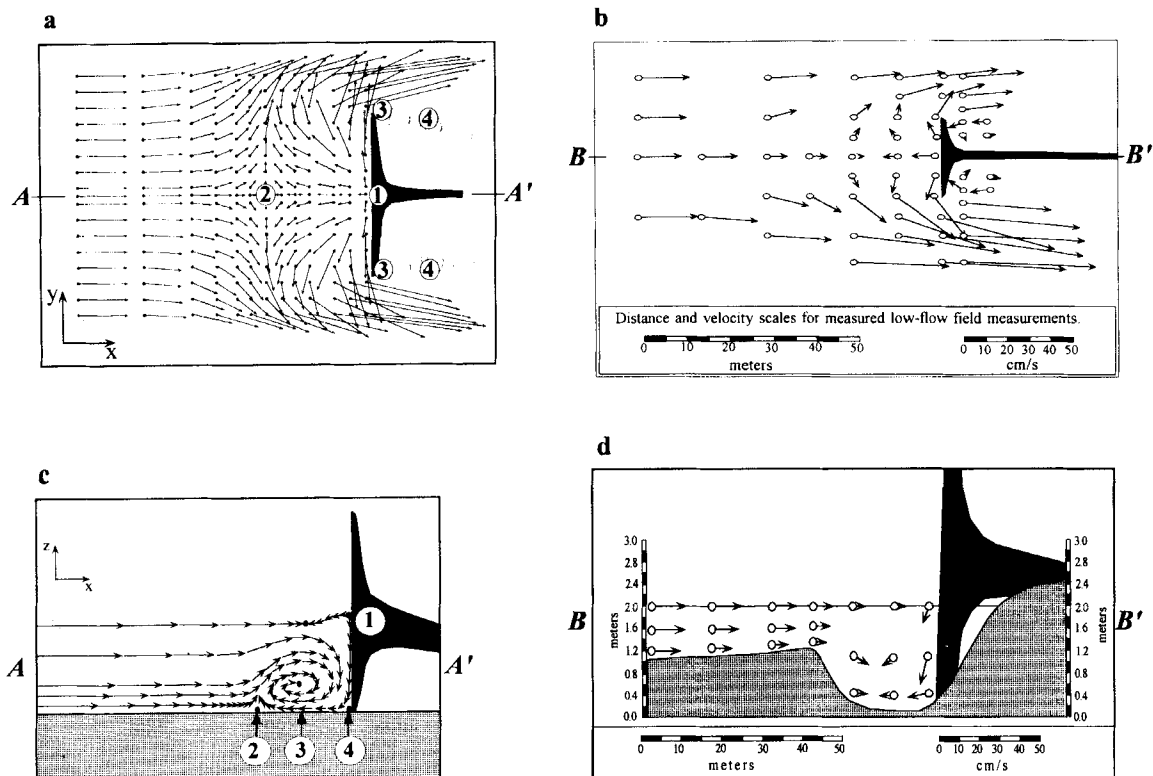 a
3
4
A
2
1
A'
3
4
y
x
b
B
B'
Distance and velocity scales for measured low-flow field measurements.
0 10 20 30 40 50
meters
0 10 20 30 40 50
cm/s
c
z
x
1
A
A'
2
3
4
d
3.0
2.8
2.4
2.0
1.6
1.2
0.8
0.4
0.0
meters
B
3.0
2.8
2.4
2.0
1.6
1.2
0.8
0.4
0.0
meters
B'
0 10 20 30 40 50
meters
0 10 20 30 40 50
cm/s